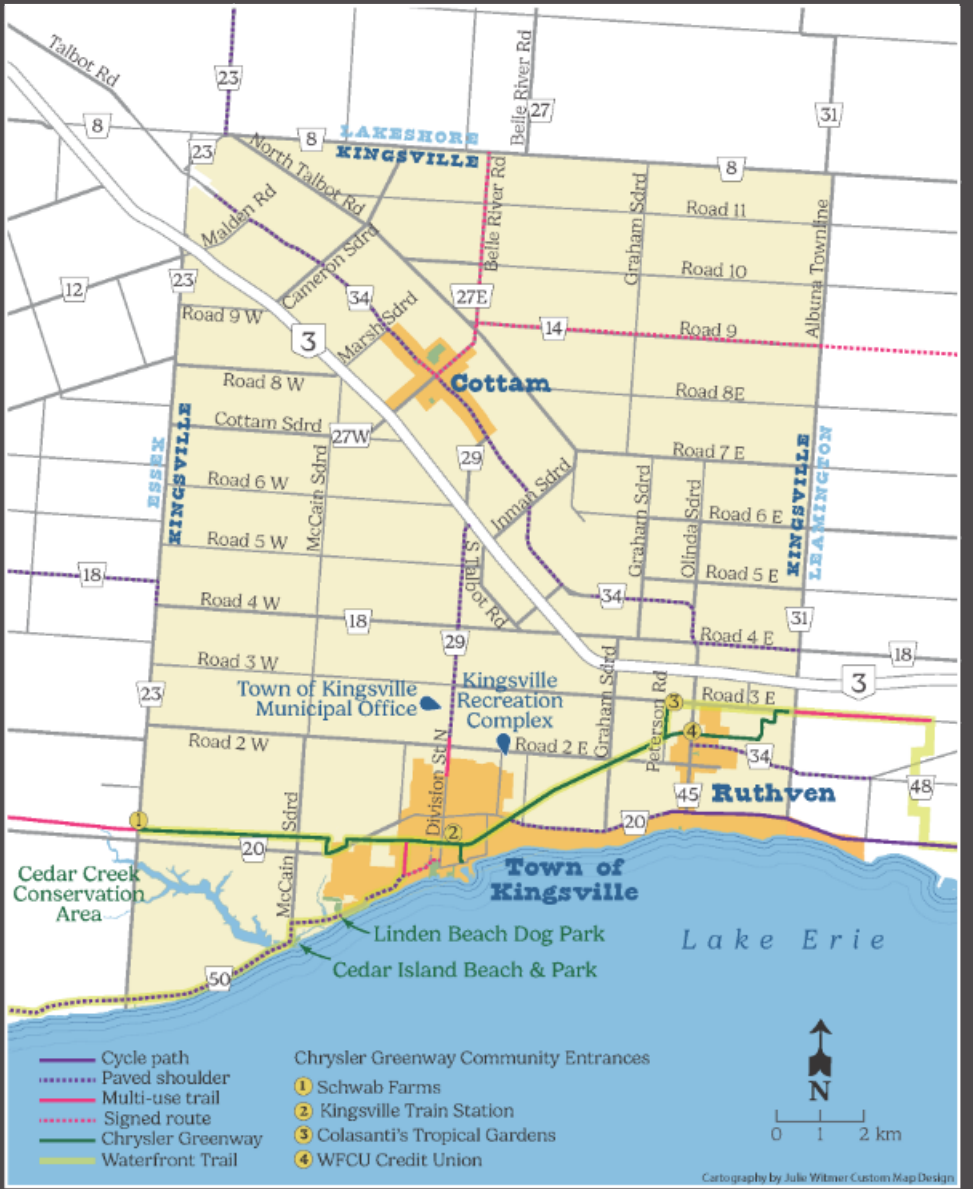 Talbot Rd
23
Belle River Rd
27
31
8
23
8
LAKESHORE
KINGSVILLE
8
North Talbot Rd
Malden Rd
Belle River Rd
Graham Sdrd
Road 11
Albuna Townline
Cameron Sdrd
Road 10
12
23
34
27E
Road 9 W
Marsh Sdrd
3
14
Road 9
Road 8 W
Cottam
Road 8E
Cottam Sdrd
27W
ESSEX
KINGSVILLE
29
Road 7 E
KINGSVILLE
LEAMINGTON
Road 6 W
McCain Sdrd
Inman Sdrd
Graham Sdrd
Olinda Sdrd
Road 6 E
Road 5 W
S Talbot Rd
Road 5 E
18
Road 4 W
18
34
31
29
Road 4 E
18
Road 3 W
Graham Sdrd
3
23
Town of Kingsville
Municipal Office
Kingsville
Recreation
Complex
Peterson Rd
3
Road 3 E
Road 2 W
Road 2 E
4
34
Division St N
45
Ruthven
48
1
McCain Sdrd
20
2
20
Cedar Creek
Conservation
Area
Town of
Kingsville
Linden Beach Dog Park
Lake Erie
50
Cedar Island Beach & Park
Cycle path
Paved shoulder
Multi-use trail
Signed route
Chrysler Greenway
Waterfront Trail
Chrysler Greenway Community Entrances
1 Schwab Farms
2 Kingsville Train Station
3 Colasanti's Tropical Gardens
4 WFCU Credit Union
N
0 1 2 km
Cartography by Julie Witmer Custom Map Design